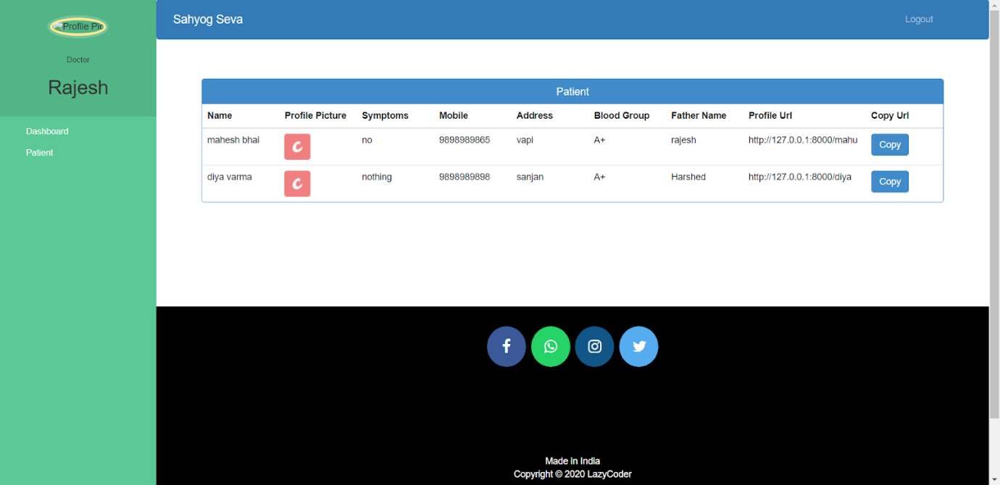 Profile Pic
Doctor
Rajesh
Dashboard
Patient
Sahyog Seva
Logout
Patient
Name Profile Picture Symptoms Mobile Address Blood Group Father Name Profile Url Copy Url
mahesh bhai no 9898989865 vapi A+ rajesh http://127.0.0.1:8000/mahu Copy
diya varma nothing 9898989898 sanjan A+ Harshed http://127.0.0.1:8000/diya Copy
Made in India
Copyright © 2020 LazyCoder